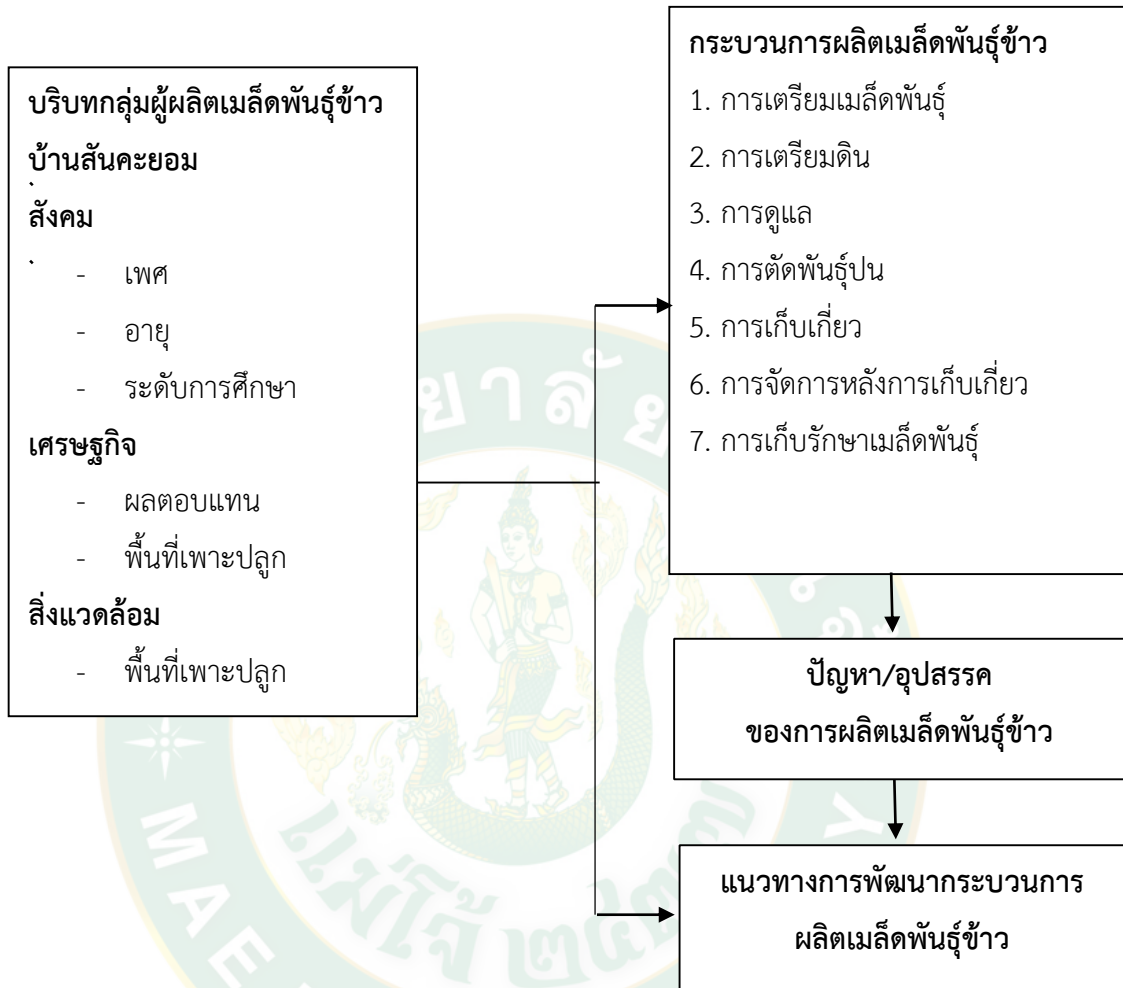 บริบทกลุ่มผู้ผลิตเมล็ดพันธุ์ข้าว
บ้านสันคะยอม
สังคม
- เพศ
- อายุ
- ระดับการศึกษา
เศรษฐกิจ
- ผลตอบแทน
- พื้นที่เพาะปลูก
สิ่งแวดล้อม
- พื้นที่เพาะปลูก
กระบวนการผลิตเมล็ดพันธุ์ข้าว
1. การเตรียมเมล็ดพันธุ์
2. การเตรียมดิน
3. การดูแล
4. การตัดพันธุ์ปน
5. การเก็บเกี่ยว
6. การจัดการหลังการเก็บเกี่ยว
7. การเก็บรักษาเมล็ดพันธุ์
ปัญหา/อุปสรรค
ของการผลิตเมล็ดพันธุ์ข้าว
แนวทางการพัฒนากระบวนการ
ผลิตเมล็ดพันธุ์ข้าว
แม่โจ้ ๒๔๗๗